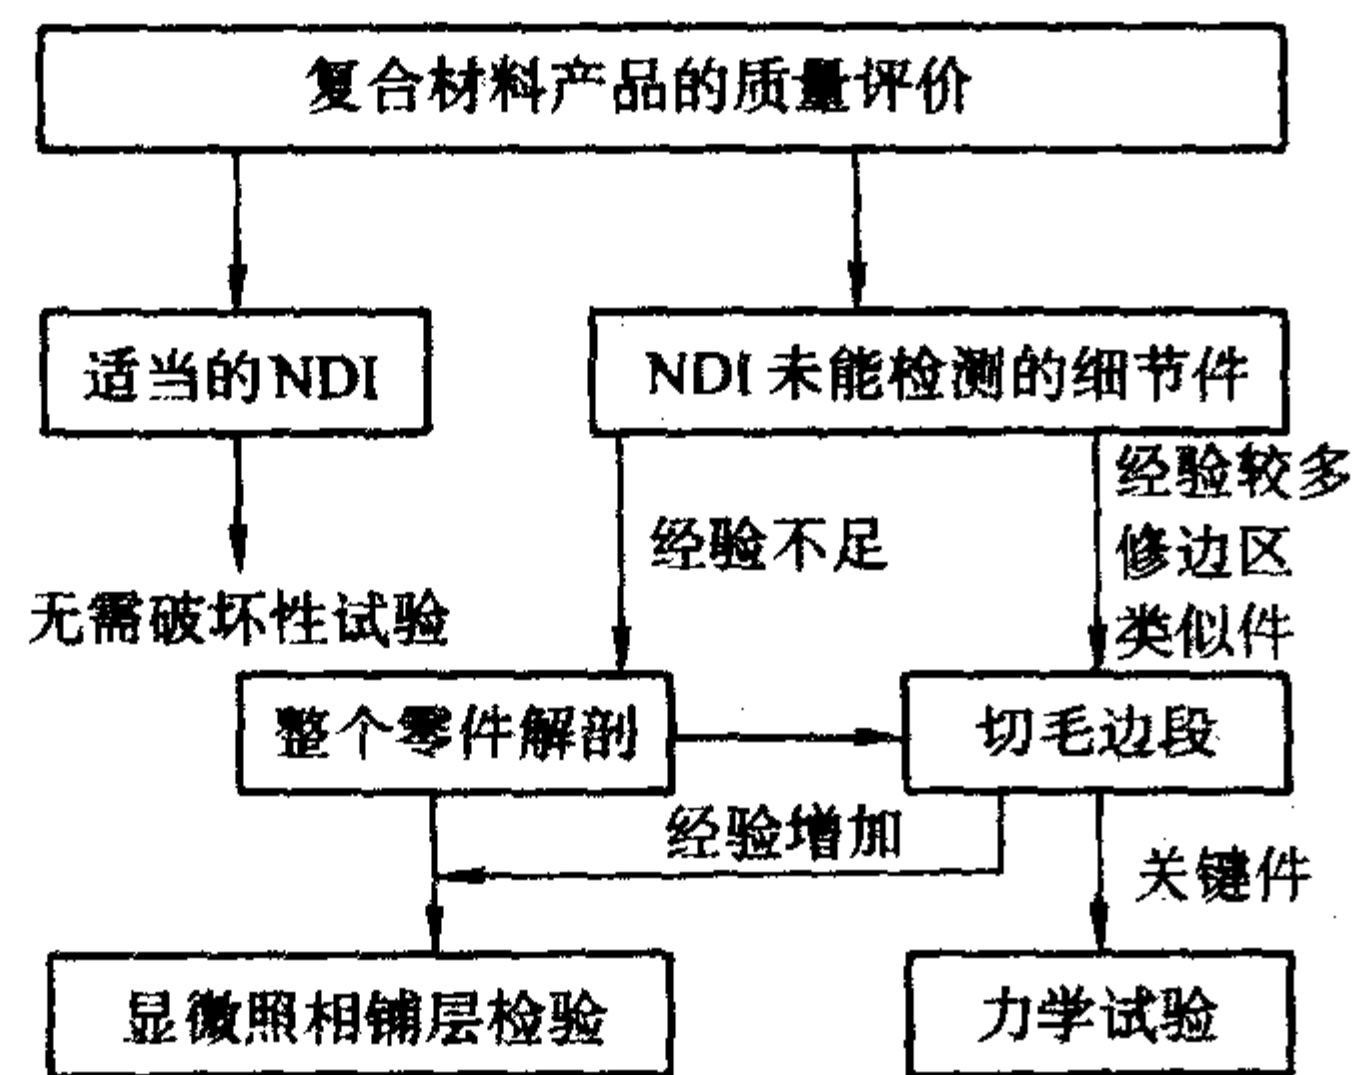 复合材料产品的质量评价
适当的NDI
NDI 未能检测的细节件
经验较多
经验不足
修边区
无需破坏性试验
类似件
整个零件解剖
切毛边段
经验增加
关键件
显微照相铺层检验
力学试验